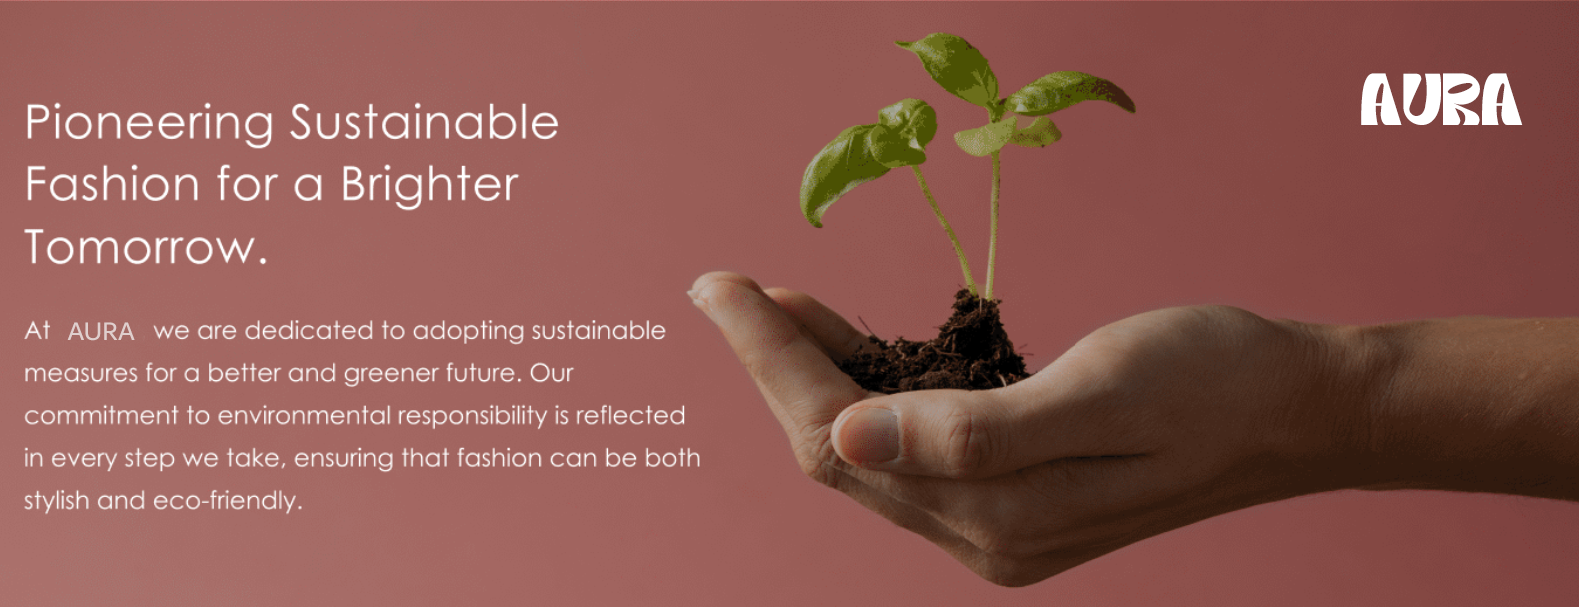 AURA
Pioneering Sustainable
Fashion for a Brighter
Tomorrow.
At AURA we are dedicated to adopting sustainable
measures for a better and greener future. Our
commitment to environmental responsibility is reflected
in every step we take, ensuring that fashion can be both
stylish and eco-friendly.